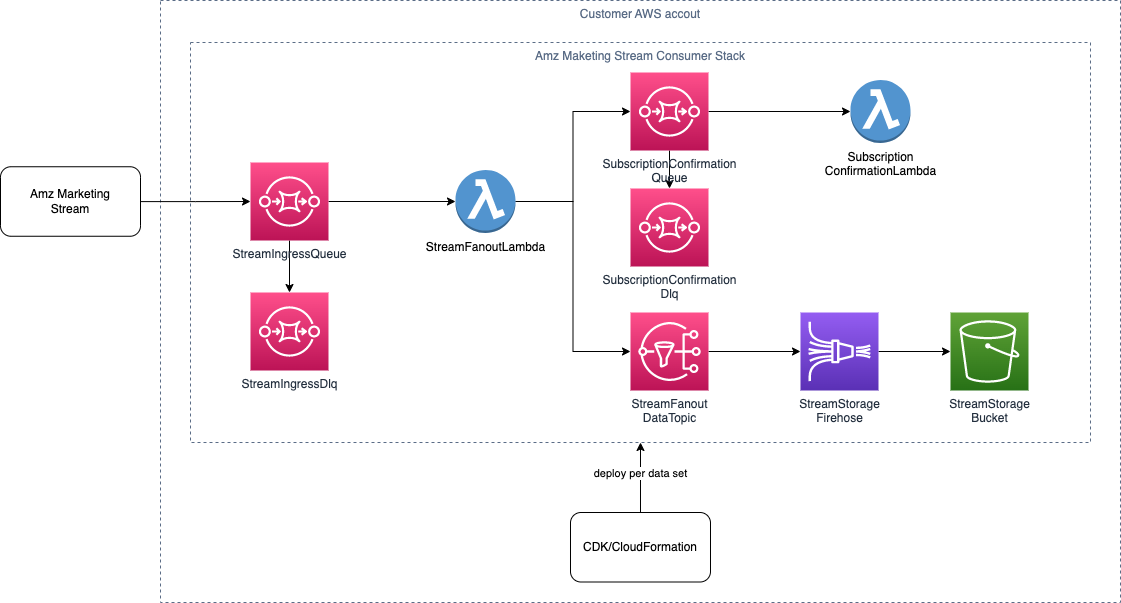 Customer AWS accout
Amz Maketing Stream Consumer Stack
Amz Marketing
Stream
StreamIngressQueue
StreamIngressDlq
StreamFanoutLambda
SubscriptionConfirmation
Queue
Subscription
ConfirmationLambda
SubscriptionConfirmation
Dlq
StreamFanout
DataTopic
StreamStorage
Firehose
StreamStorage
Bucket
deploy per data set
CDK/CloudFormation